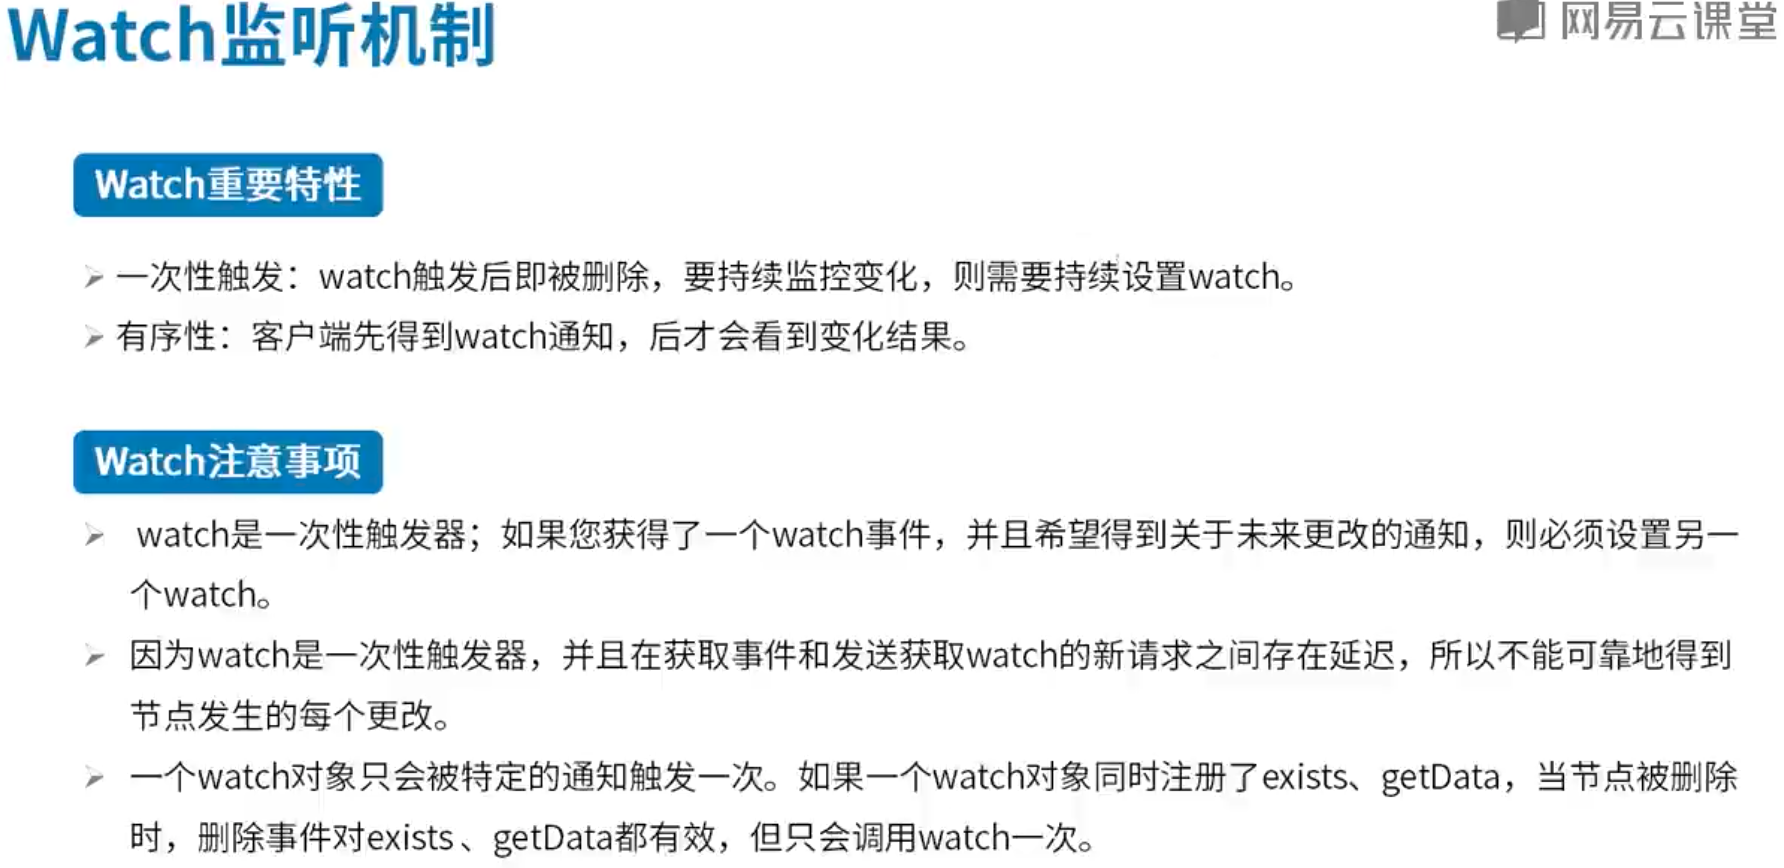 Watch监听机制
网易云课堂
Watch重要特性
一次性触发：watch触发后即被删除，要持续监控变化，则需要持续设置watch。
有序性：客户端先得到watch通知，后才会看到变化结果。
Watch注意事项
watch是一次性触发器；如果您获得了一个watch事件，并且希望得到关于未来更改的通知，则必须设置另一
个watch。
因为watch是一次性触发器，并且在获取事件和发送获取watch的新请求之间存在延迟，所以不能可靠地得到
节点发生的每个更改。
一个watch对象只会被特定的通知触发一次。如果一个watch对象同时注册了exists、getData，当节点被删除
时，删除事件对exists、getData都有效，但只会调用watch一次。